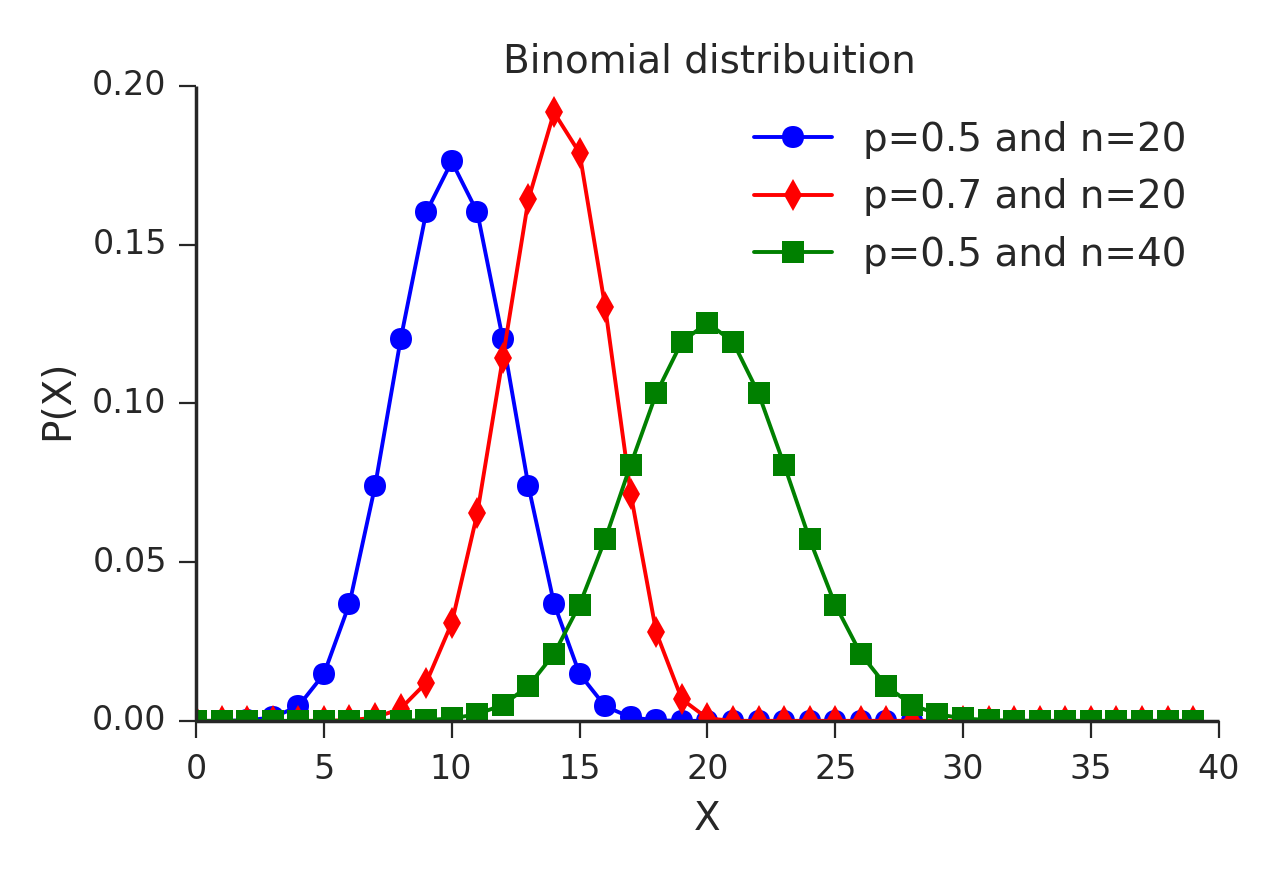 Binomial distribuition
0.20
0.15
0.10
0.05
0.00
P(X)
p=0.5 and n=20
p=0.7 and n=20
p=0.5 and n=40
0 5 10 15 20 25 30 35 40
X